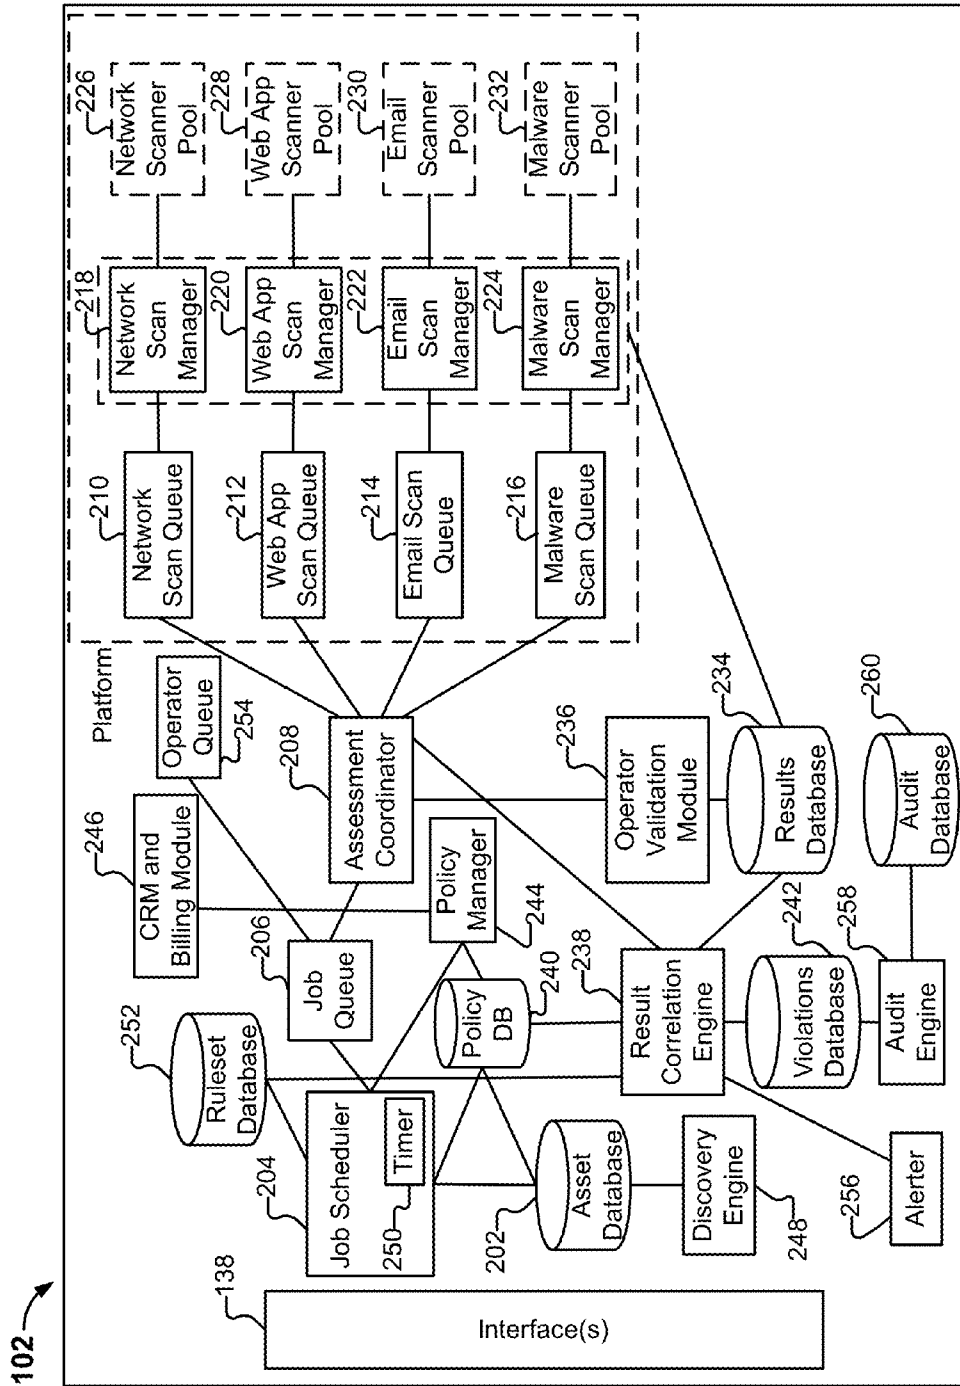 102
138
Interface(s)
204
Job Scheduler
Timer
250
252
Ruleset
Database
202
Asset
Database
Discovery
Engine
248
256
Alerter
206
Job
Queue
246
CRM and
Billing Module
Policy
Manager
244
Policy
DB
240
238
Result
Correlation
Engine
242
Violations
Database
258
Audit
Engine
260
Audit
Database
Platform
Operator
Queue
254
208
Assessment
Coordinator
236
Operator
Validation
Module
234
Results
Database
210
Network
Scan Queue
212
Web App
Scan Queue
214
Email Scan
Queue
216
Malware
Scan Queue
218
Network
Scan
Manager
220
Web App
Scan
Manager
222
Email
Scan
Manager
224
Malware
Scan
Manager
226
Network
Scanner
Pool
228
Web App
Scanner
Pool
230
Email
Scanner
Pool
232
Malware
Scanner
Pool